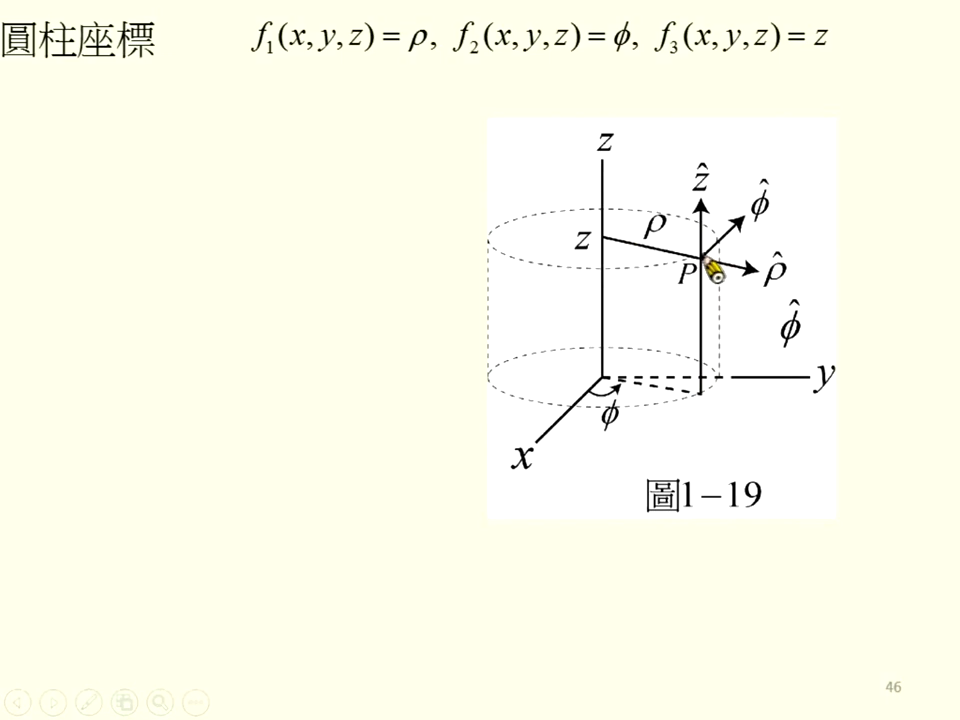 圓柱座標 f₁(x, y, z) = ρ, f₂(x, y, z) = ϕ, f₃(x, y, z) = z
z
ẑ
ϕ̂
ρ
z
P
ρ̂
ϕ̂
y
ϕ
x
圖1−19
46